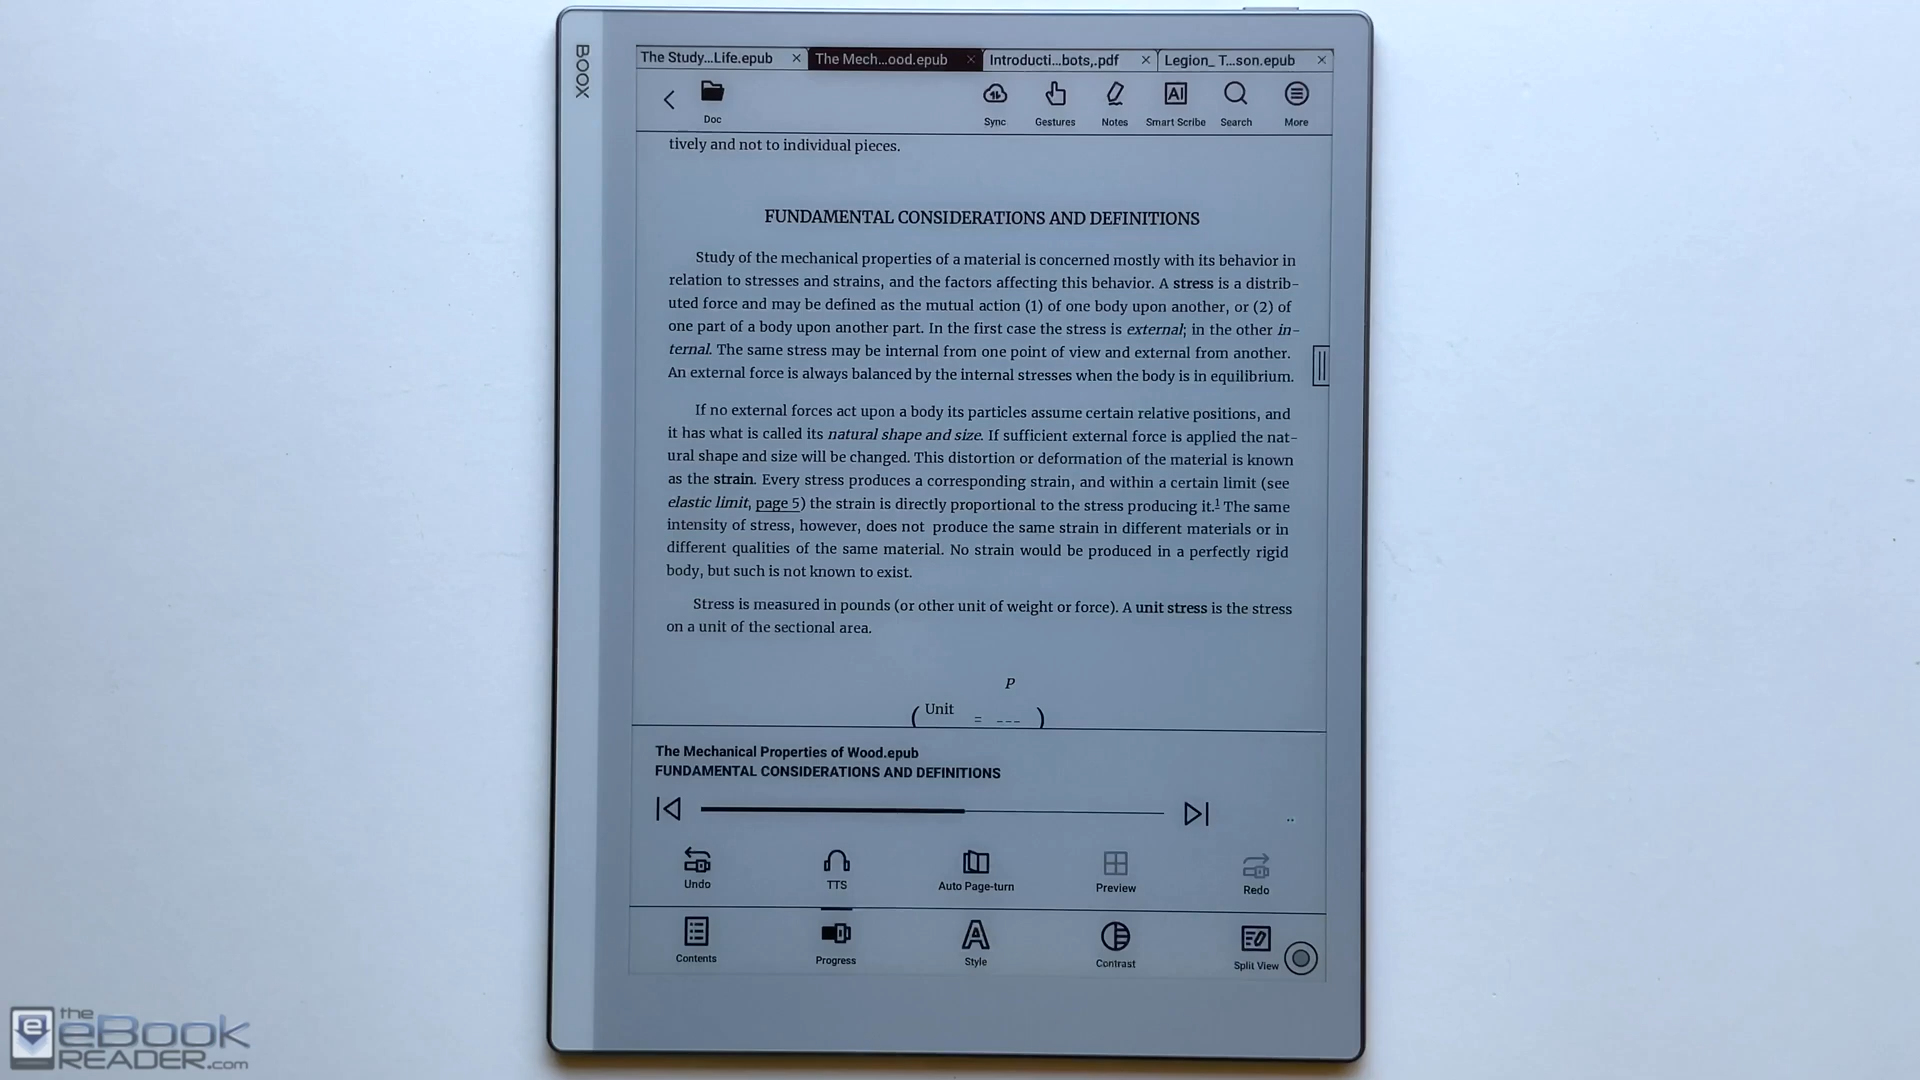 BOOX
The Study...Life.epub × The Mech...ood.epub × Introducti...bots,.pdf × Legion_ T...son.epub ×
Doc Sync Gestures Notes AI Smart Scribe Search More
tively and not to individual pieces.
FUNDAMENTAL CONSIDERATIONS AND DEFINITIONS
Study of the mechanical properties of a material is concerned mostly with its behavior in
relation to stresses and strains, and the factors affecting this behavior. A stress is a distrib-
uted force and may be defined as the mutual action (1) of one body upon another, or (2) of
one part of a body upon another part. In the first case the stress is external; in the other in-
ternal. The same stress may be internal from one point of view and external from another.
An external force is always balanced by the internal stresses when the body is in equilibrium.
If no external forces act upon a body its particles assume certain relative positions, and
it has what is called its natural shape and size. If sufficient external force is applied the nat-
ural shape and size will be changed. This distortion or deformation of the material is known
as the strain. Every stress produces a corresponding strain, and within a certain limit (see
elastic limit, page 5) the strain is directly proportional to the stress producing it.1 The same
intensity of stress, however, does not produce the same strain in different materials or in
different qualities of the same material. No strain would be produced in a perfectly rigid
body, but such is not known to exist.
Stress is measured in pounds (or other unit of weight or force). A unit stress is the stress
on a unit of the sectional area.
P
( Unit = --- )
The Mechanical Properties of Wood.epub
FUNDAMENTAL CONSIDERATIONS AND DEFINITIONS
Undo TTS Auto Page-turn Preview Redo
Contents Progress Style Contrast Split View
the
eBook
READER.com